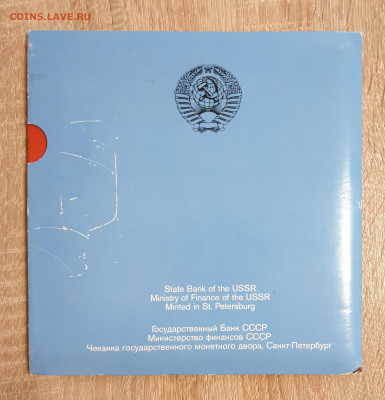 COINS.LAVE.RU
State Bank of the USSR
Ministry of Finance of the USSR
Minted in St. Petersburg
Государственный Банк СССР
Министерство финансов СССР
Чеканка государственного монетного двора, Санкт-Петербург